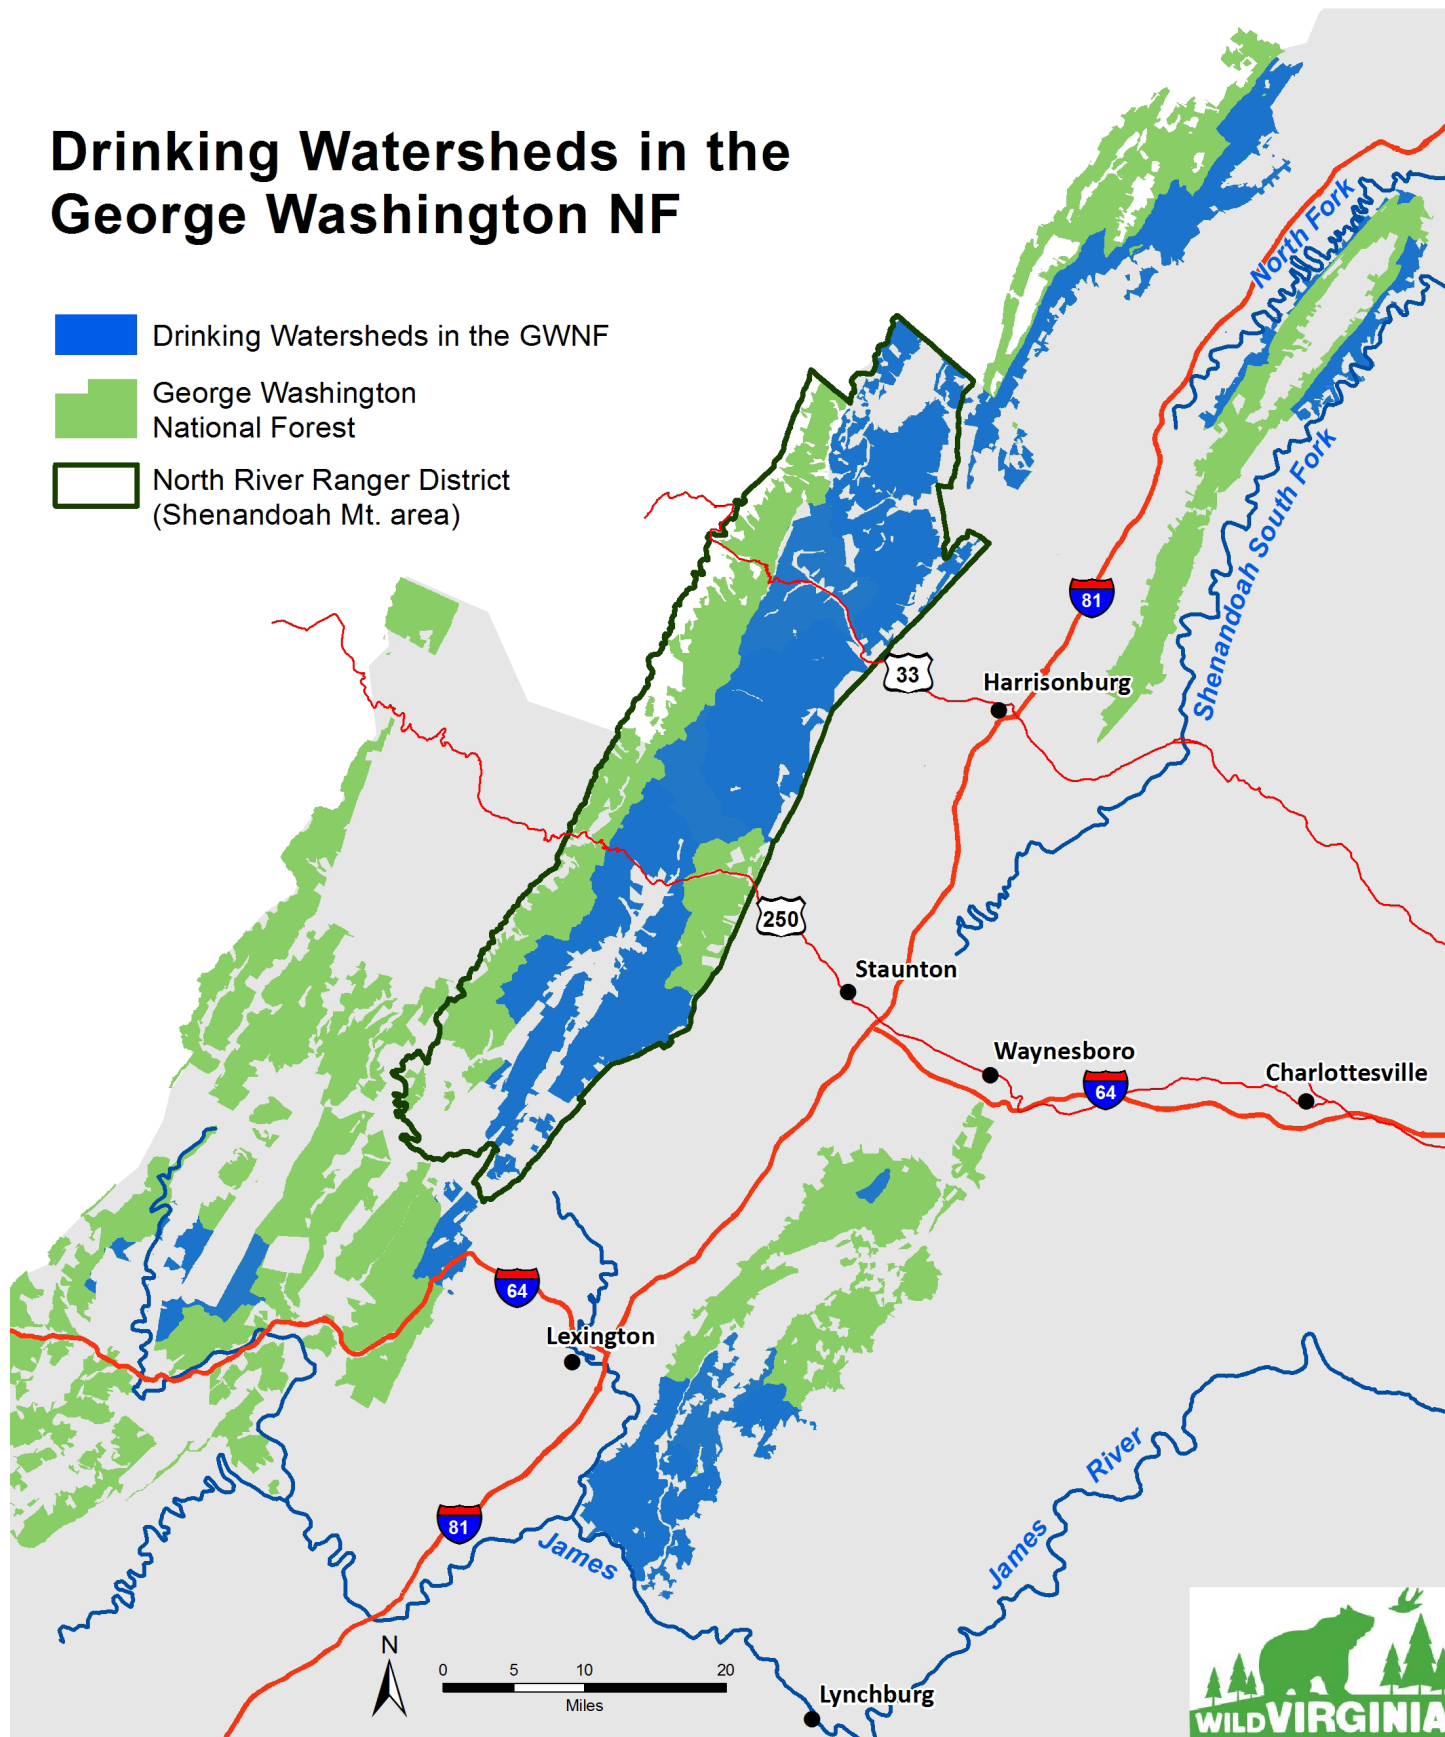 Drinking Watersheds in the
George Washington NF
Drinking Watersheds in the GWNF
George Washington
National Forest
North River Ranger District
(Shenandoah Mt. area)
North Fork
Shenandoah South Fork
81
33
Harrisonburg
250
Staunton
Waynesboro
64
Charlottesville
64
Lexington
81
James
James
River
N
0 5 10 20
Miles
Lynchburg
WILD VIRGINIA